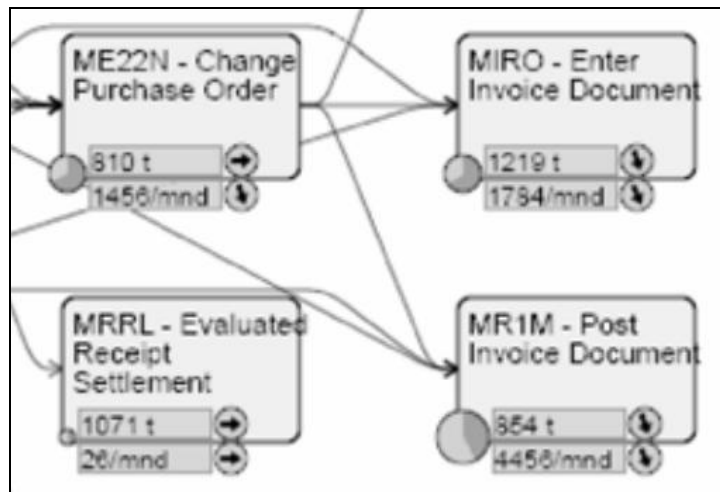 ME22N - Change
Purchase Order
810 t
1456/mnd
MIRO - Enter
Invoice Document
1219 t
1784/mnd
MRRL - Evaluated
Receipt
Settlement
1071 t
26/mnd
MR1M - Post
Invoice Document
854 t
4456/mnd